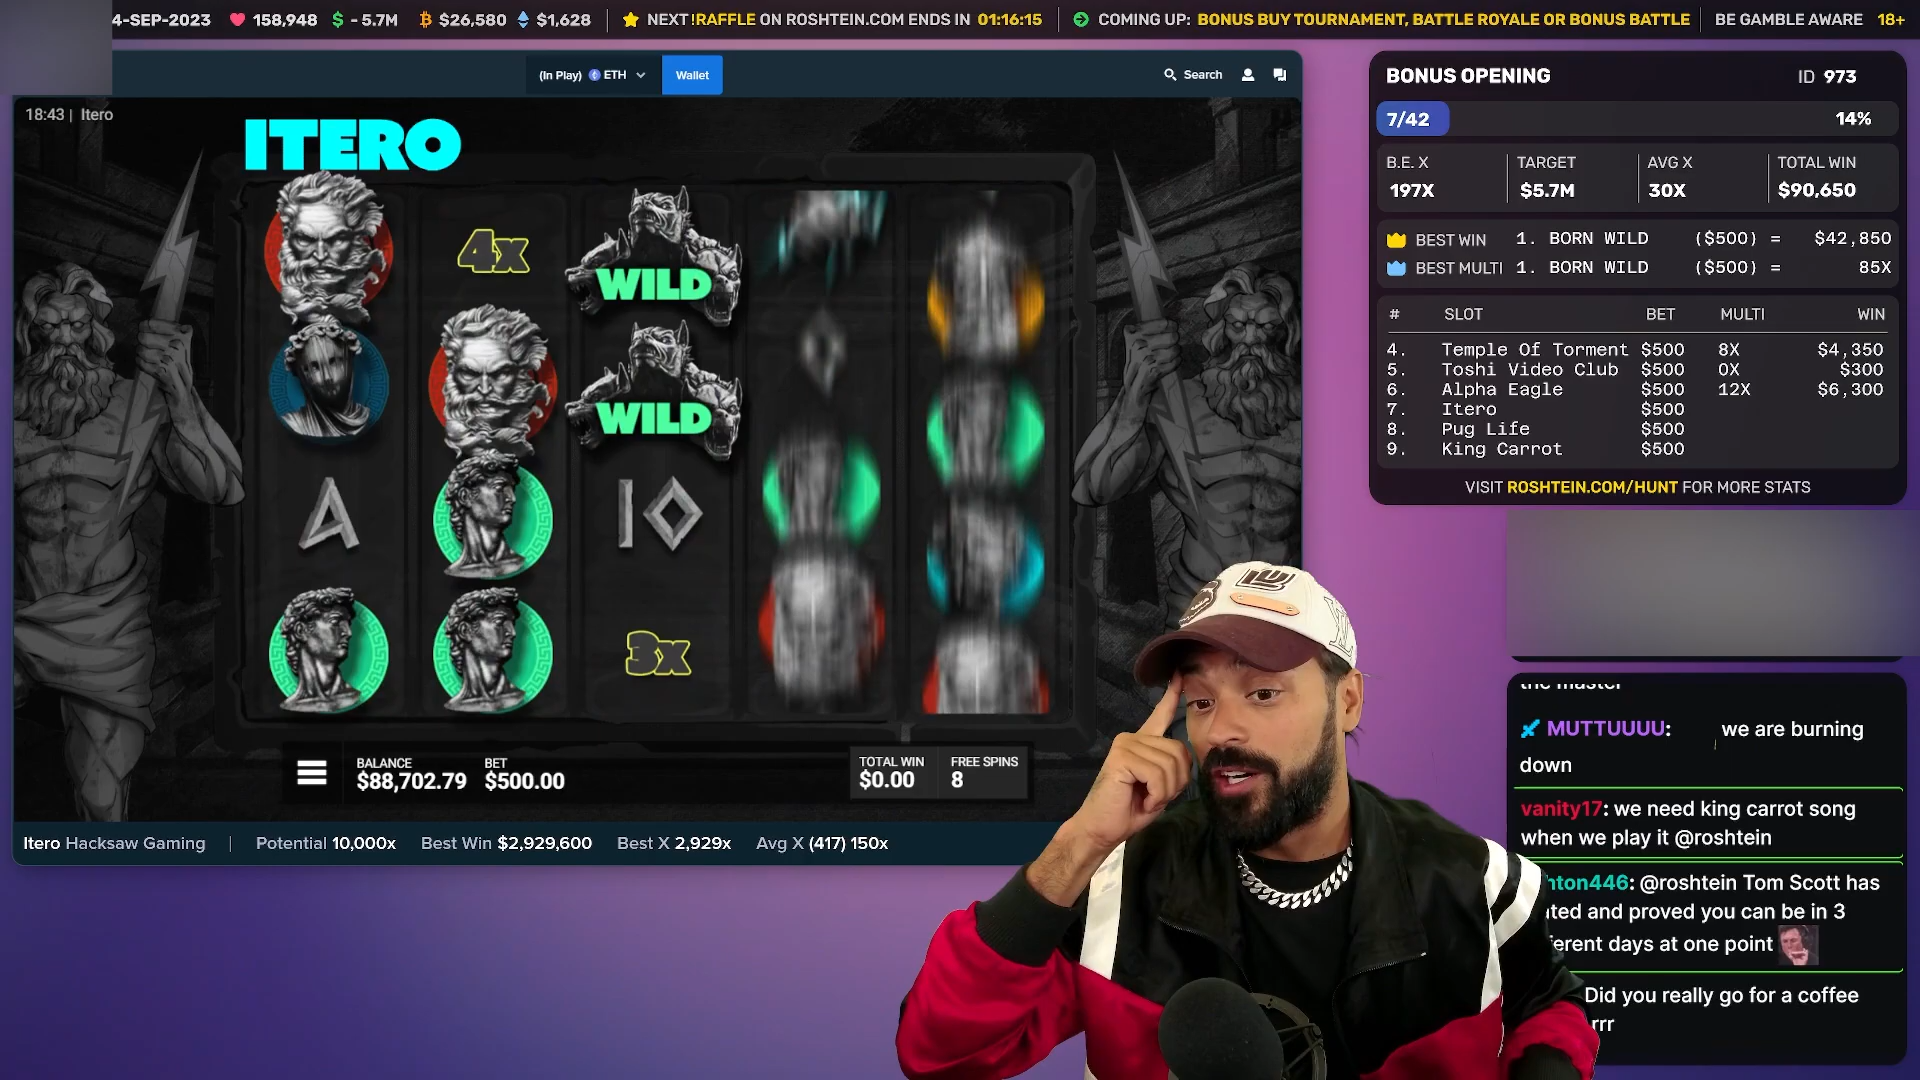 4-SEP-2023 158,948 $ - 5.7M $26,580 $1,628 NEXT !RAFFLE ON ROSHTEIN.COM ENDS IN 01:16:15 COMING UP: BONUS BUY TOURNAMENT, BATTLE ROYALE OR BONUS BATTLE BE GAMBLE AWARE 18+
(In Play) ETH Wallet Search
18:43 | Itero
ITERO
4x
WILD
WILD
A
10
3x
BALANCE
$88,702.79
BET
$500.00
TOTAL WIN
$0.00
FREE SPINS
8
Itero Hacksaw Gaming | Potential 10,000x Best Win $2,929,600 Best X 2,929x Avg X (417) 150x
BONUS OPENING ID 973
7/42 14%
B.E. X TARGET AVG X TOTAL WIN
197X $5.7M 30X $90,650
BEST WIN 1. BORN WILD ($500) = $42,850
BEST MULTI 1. BORN WILD ($500) = 85X
# SLOT BET MULTI WIN
4. Temple Of Torment $500 8X $4,350
5. Toshi Video Club $500 0X $300
6. Alpha Eagle $500 12X $6,300
7. Itero $500
8. Pug Life $500
9. King Carrot $500
VISIT ROSHTEIN.COM/HUNT FOR MORE STATS
the master
MUTTUUUU: we are burning
down
vanity17: we need king carrot song
when we play it @roshtein
nton446: @roshtein Tom Scott has
ated and proved you can be in 3
ferent days at one point
Did you really go for a coffee
rrr